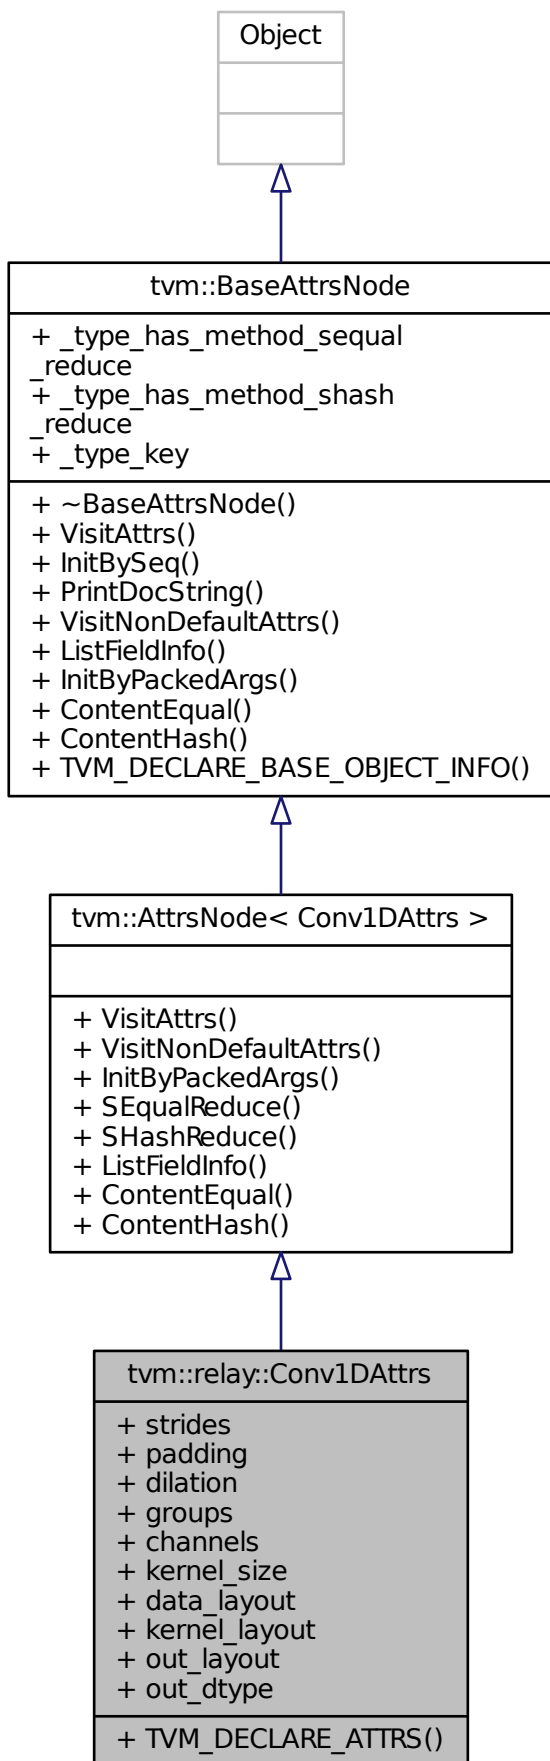 Object
tvm::BaseAttrsNode
+ _type_has_method_sequal
_reduce
+ _type_has_method_shash
_reduce
+ _type_key
+ ~BaseAttrsNode()
+ VisitAttrs()
+ InitBySeq()
+ PrintDocString()
+ VisitNonDefaultAttrs()
+ ListFieldInfo()
+ InitByPackedArgs()
+ ContentEqual()
+ ContentHash()
+ TVM_DECLARE_BASE_OBJECT_INFO()
tvm::AttrsNode< Conv1DAttrs >
+ VisitAttrs()
+ VisitNonDefaultAttrs()
+ InitByPackedArgs()
+ SEqualReduce()
+ SHashReduce()
+ ListFieldInfo()
+ ContentEqual()
+ ContentHash()
tvm::relay::Conv1DAttrs
+ strides
+ padding
+ dilation
+ groups
+ channels
+ kernel_size
+ data_layout
+ kernel_layout
+ out_layout
+ out_dtype
+ TVM_DECLARE_ATTRS()